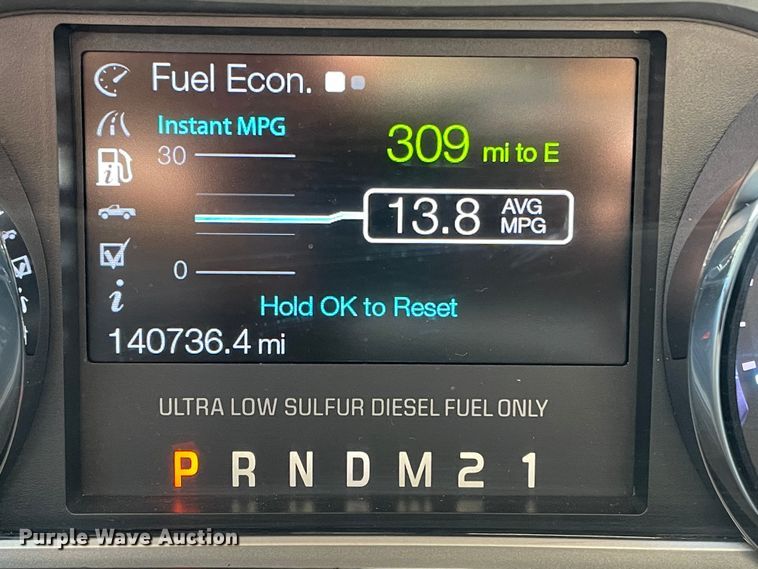 Fuel Econ.
Instant MPG
309 mi to E
30
13.8 AVG MPG
0
Hold OK to Reset
140736.4 mi
ULTRA LOW SULFUR DIESEL FUEL ONLY
P R N D M 2 1
Purple Wave Auction